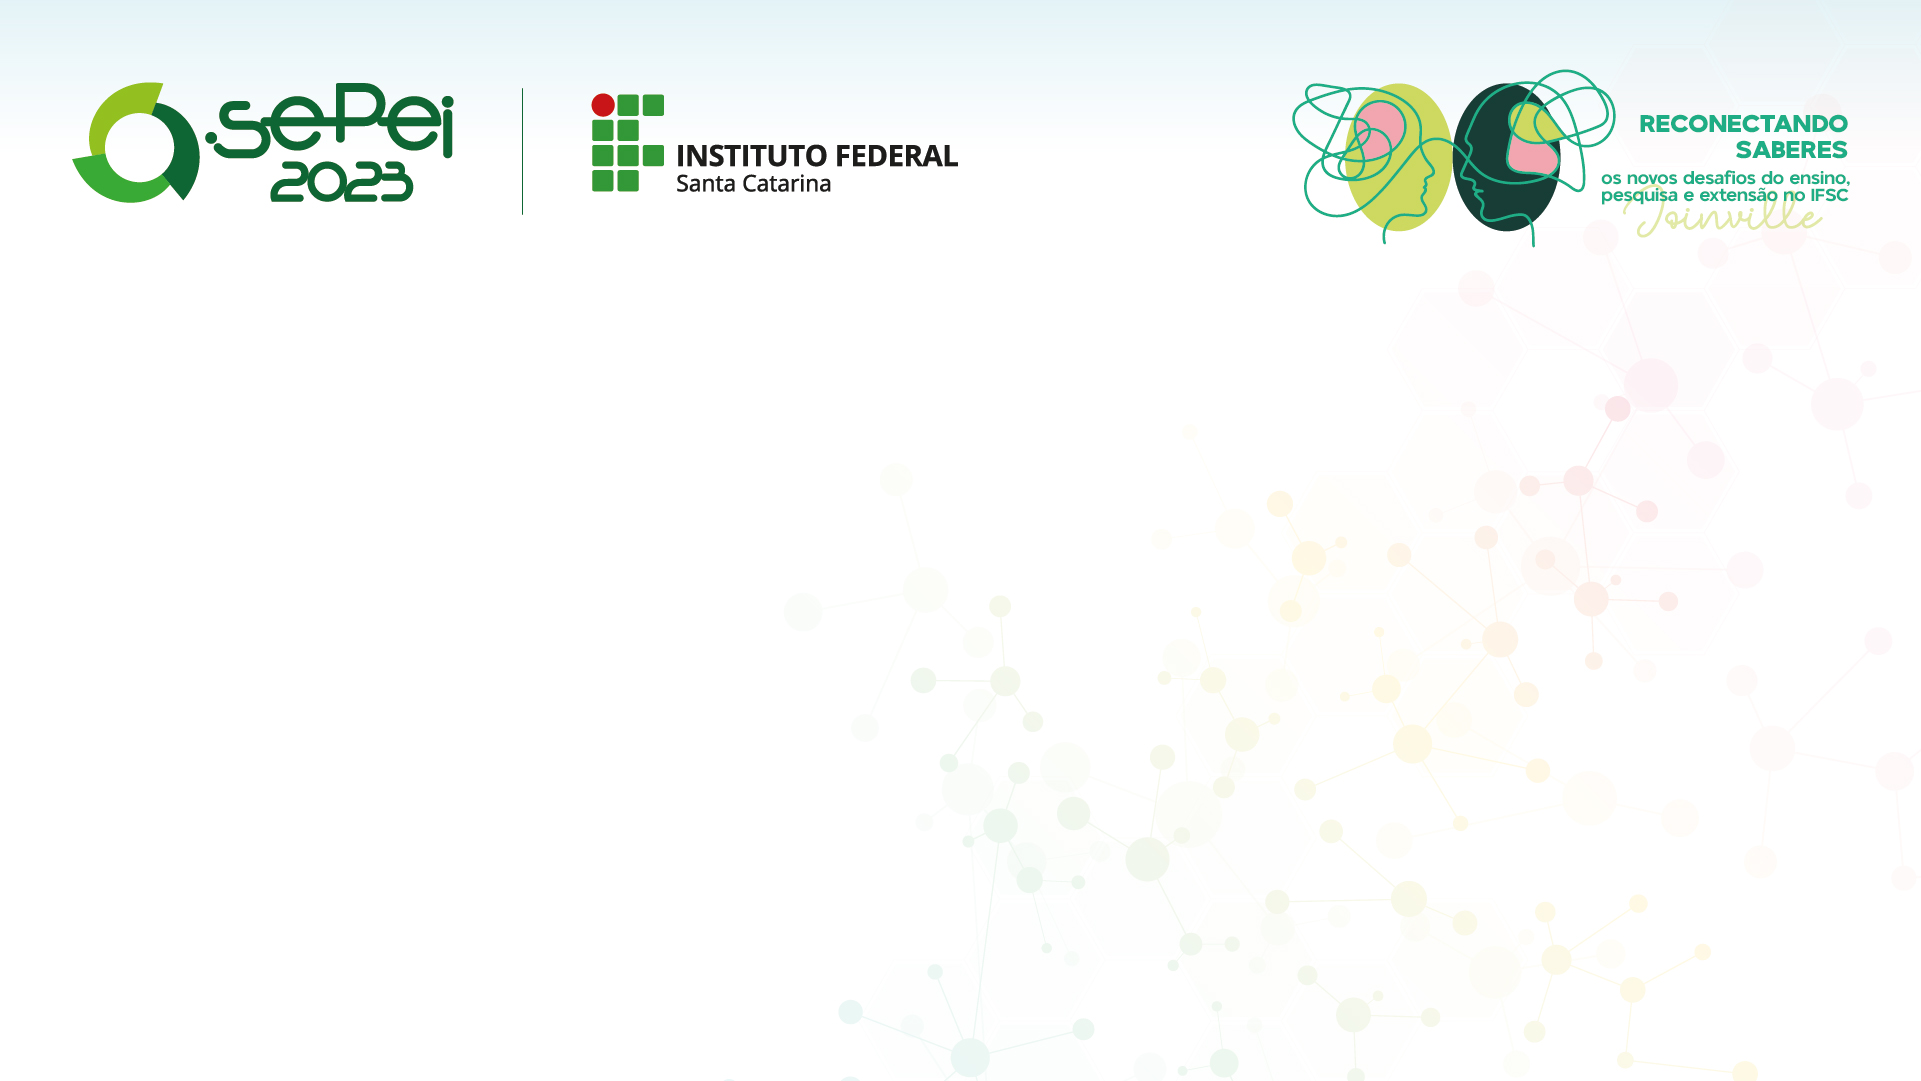 .sePei
2023
INSTITUTO FEDERAL
Santa Catarina
RECONECTANDO
SABERES
os novos desafios do ensino,
pesquisa e extensão no IFSC
Joinville